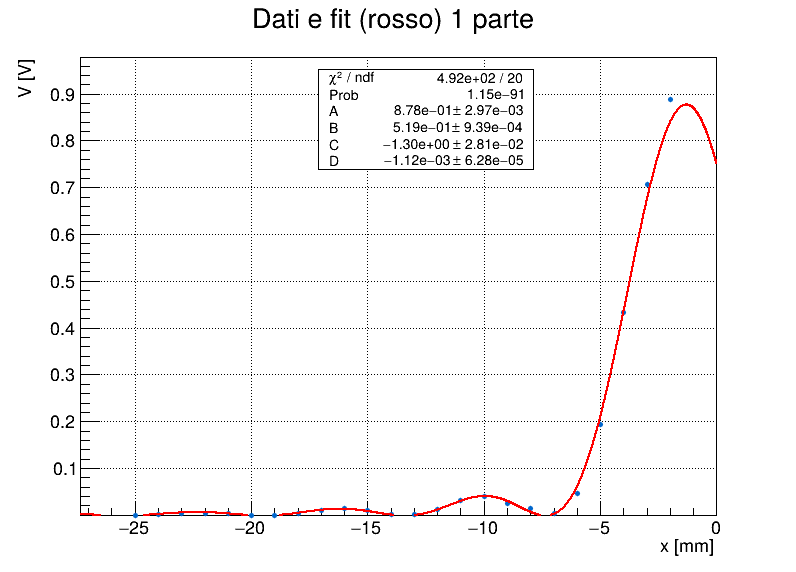 Dati e fit (rosso) 1 parte
V [V]
χ² / ndf 4.92e+02 / 20
Prob 1.15e−91
A 8.78e−01± 2.97e−03
B 5.19e−01± 9.39e−04
C −1.30e+00 ± 2.81e−02
D −1.12e−03 ± 6.28e−05
0.9
0.8
0.7
0.6
0.5
0.4
0.3
0.2
0.1
−25 −20 −15 −10 −5 0
x [mm]